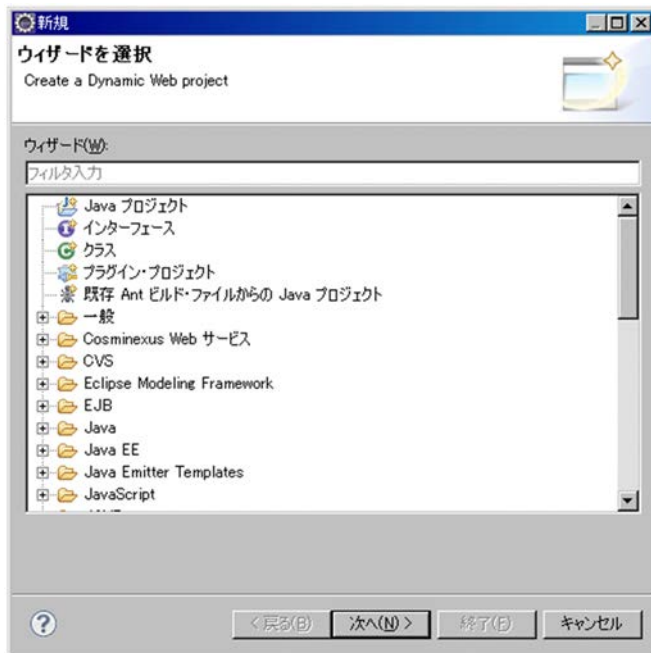 新規
ウィザードを選択
Create a Dynamic Web project
ウィザード(W):
フィルタ入力
Java プロジェクト
インターフェース
クラス
プラグイン・プロジェクト
既存 Ant ビルド・ファイルからの Java プロジェクト
一般
Cosminexus Web サービス
CVS
Eclipse Modeling Framework
EJB
Java
Java EE
Java Emitter Templates
JavaScript
< 戻る(B) 次へ(N) > 終了(F) キャンセル